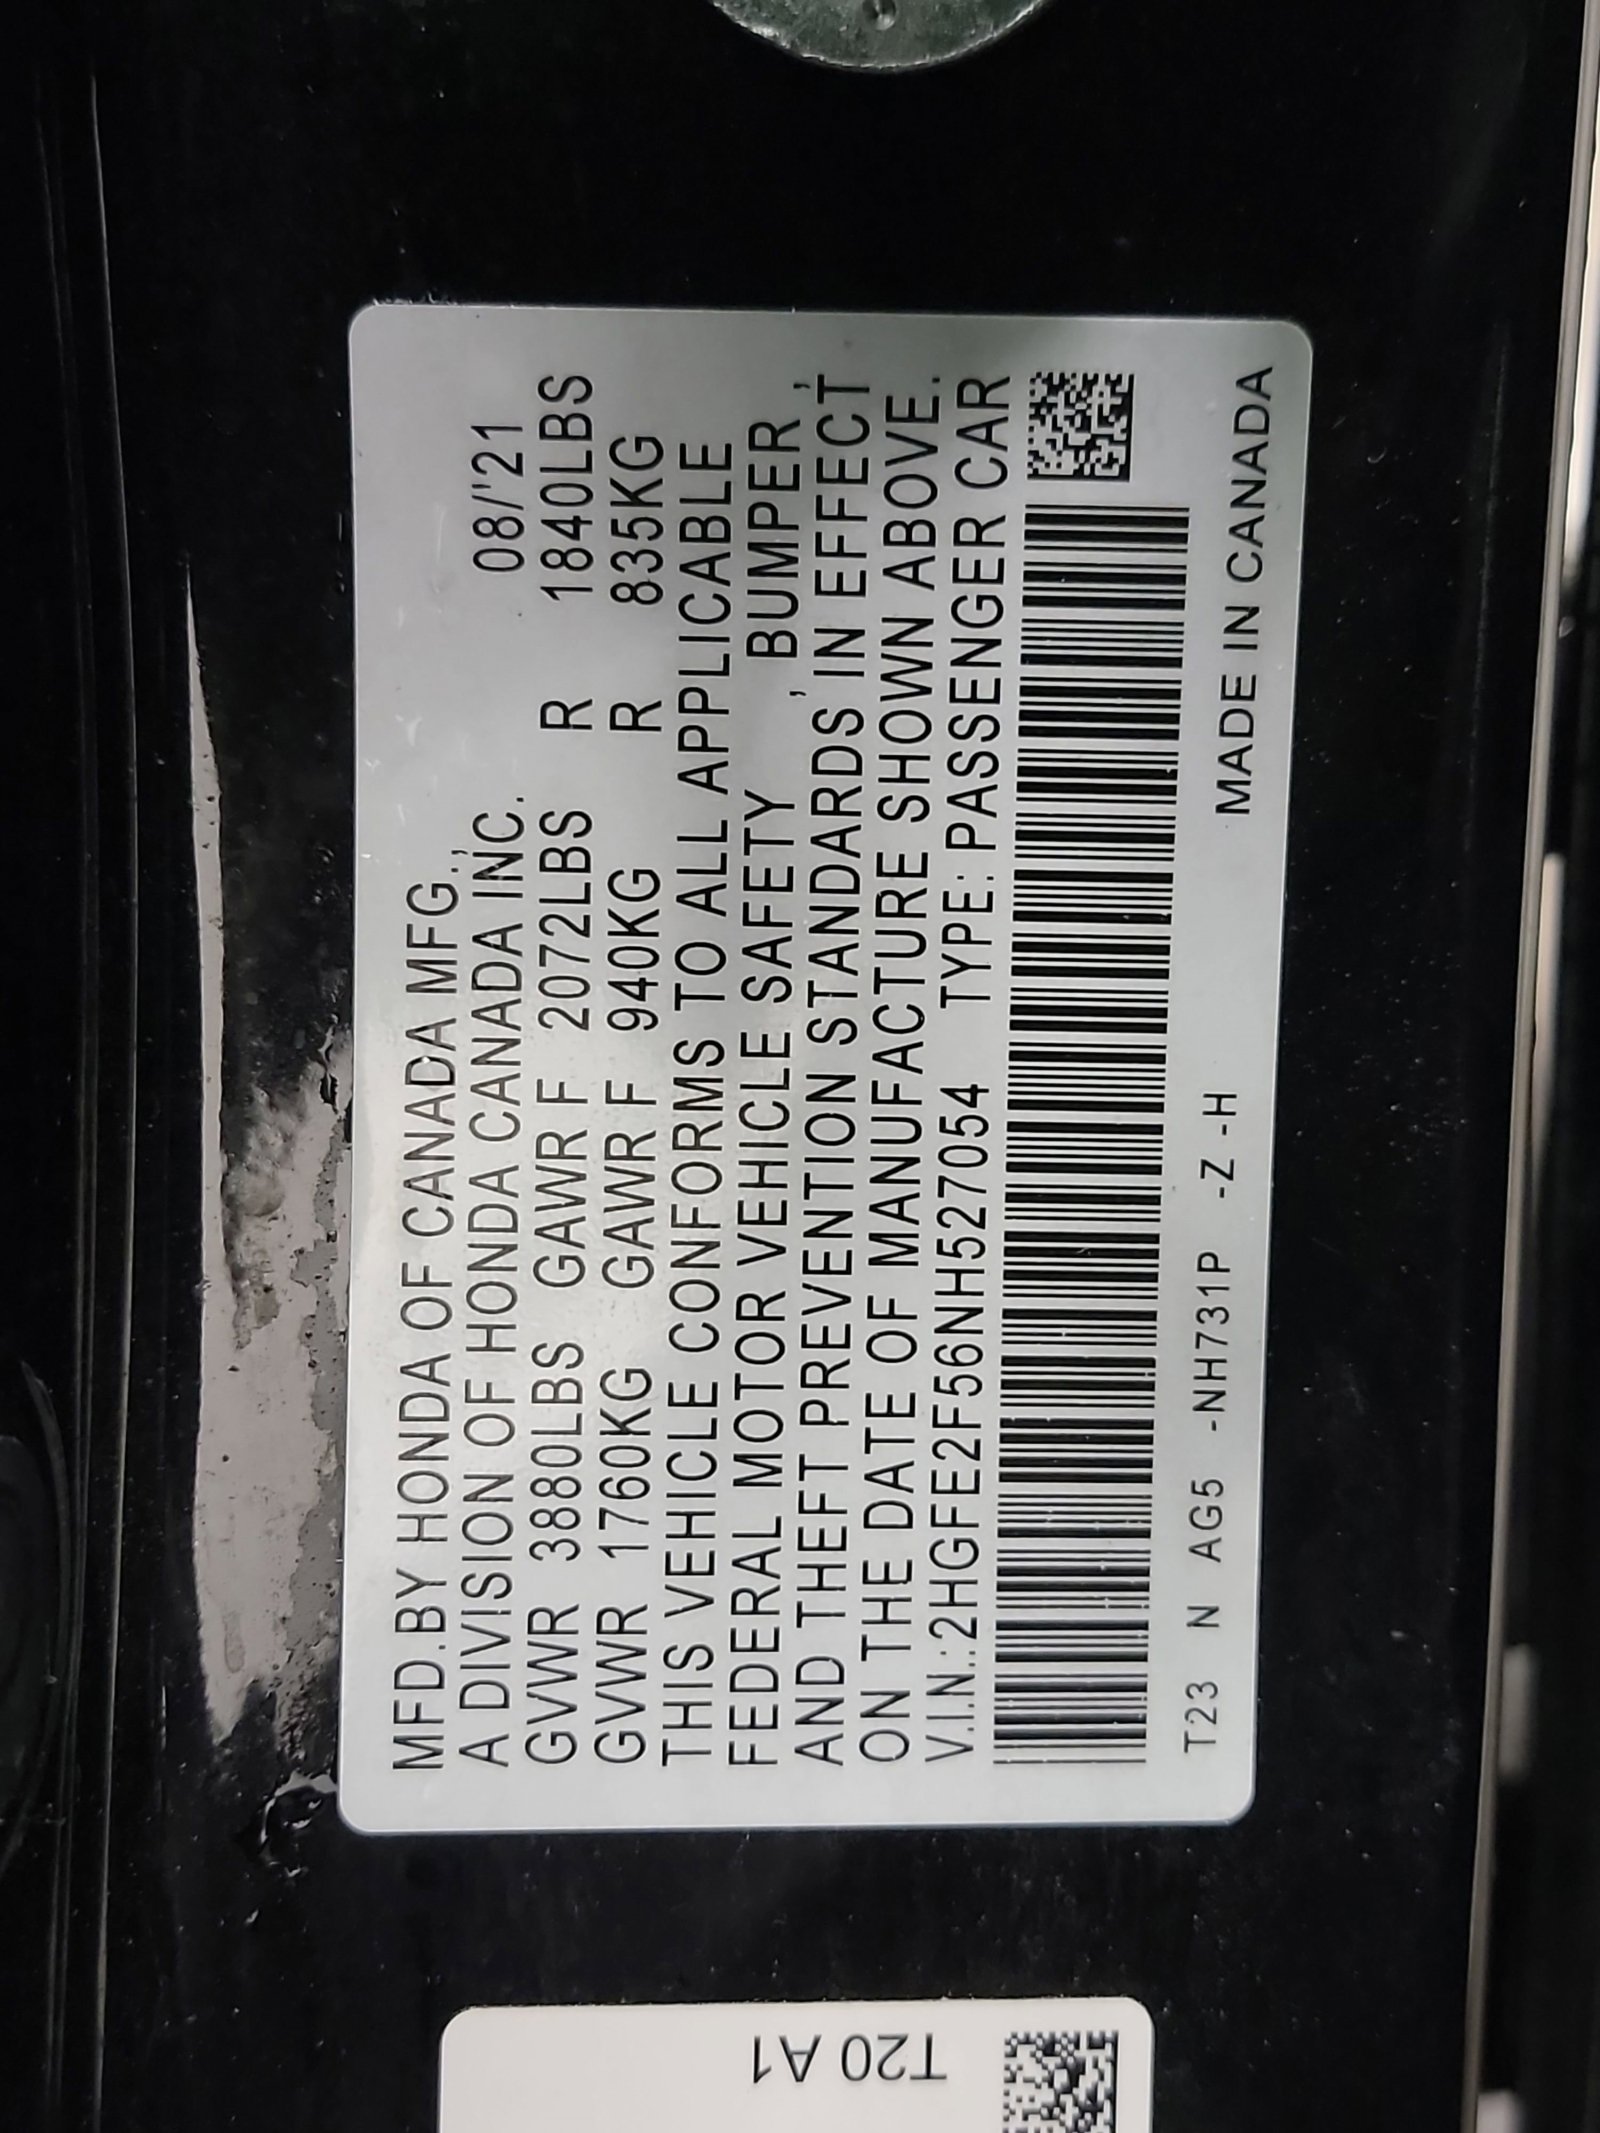 MFD.BY HONDA OF CANADA MFG.,
A DIVISION OF HONDA CANADA INC. 08/'21
GVWR 3880LBS GAWR F 2072LBS R 1840LBS
GVWR 1760KG GAWR F 940KG R 835KG
THIS VEHICLE CONFORMS TO ALL APPLICABLE
FEDERAL MOTOR VEHICLE SAFETY , BUMPER ,
AND THEFT PREVENTION STANDARDS IN EFFECT
ON THE DATE OF MANUFACTURE SHOWN ABOVE.
V.I.N.:2HGFE2F56NH527054 TYPE:PASSENGER CAR
MADE IN CANADA
T23 N AG5 -NH731P -Z -H
T20 A1